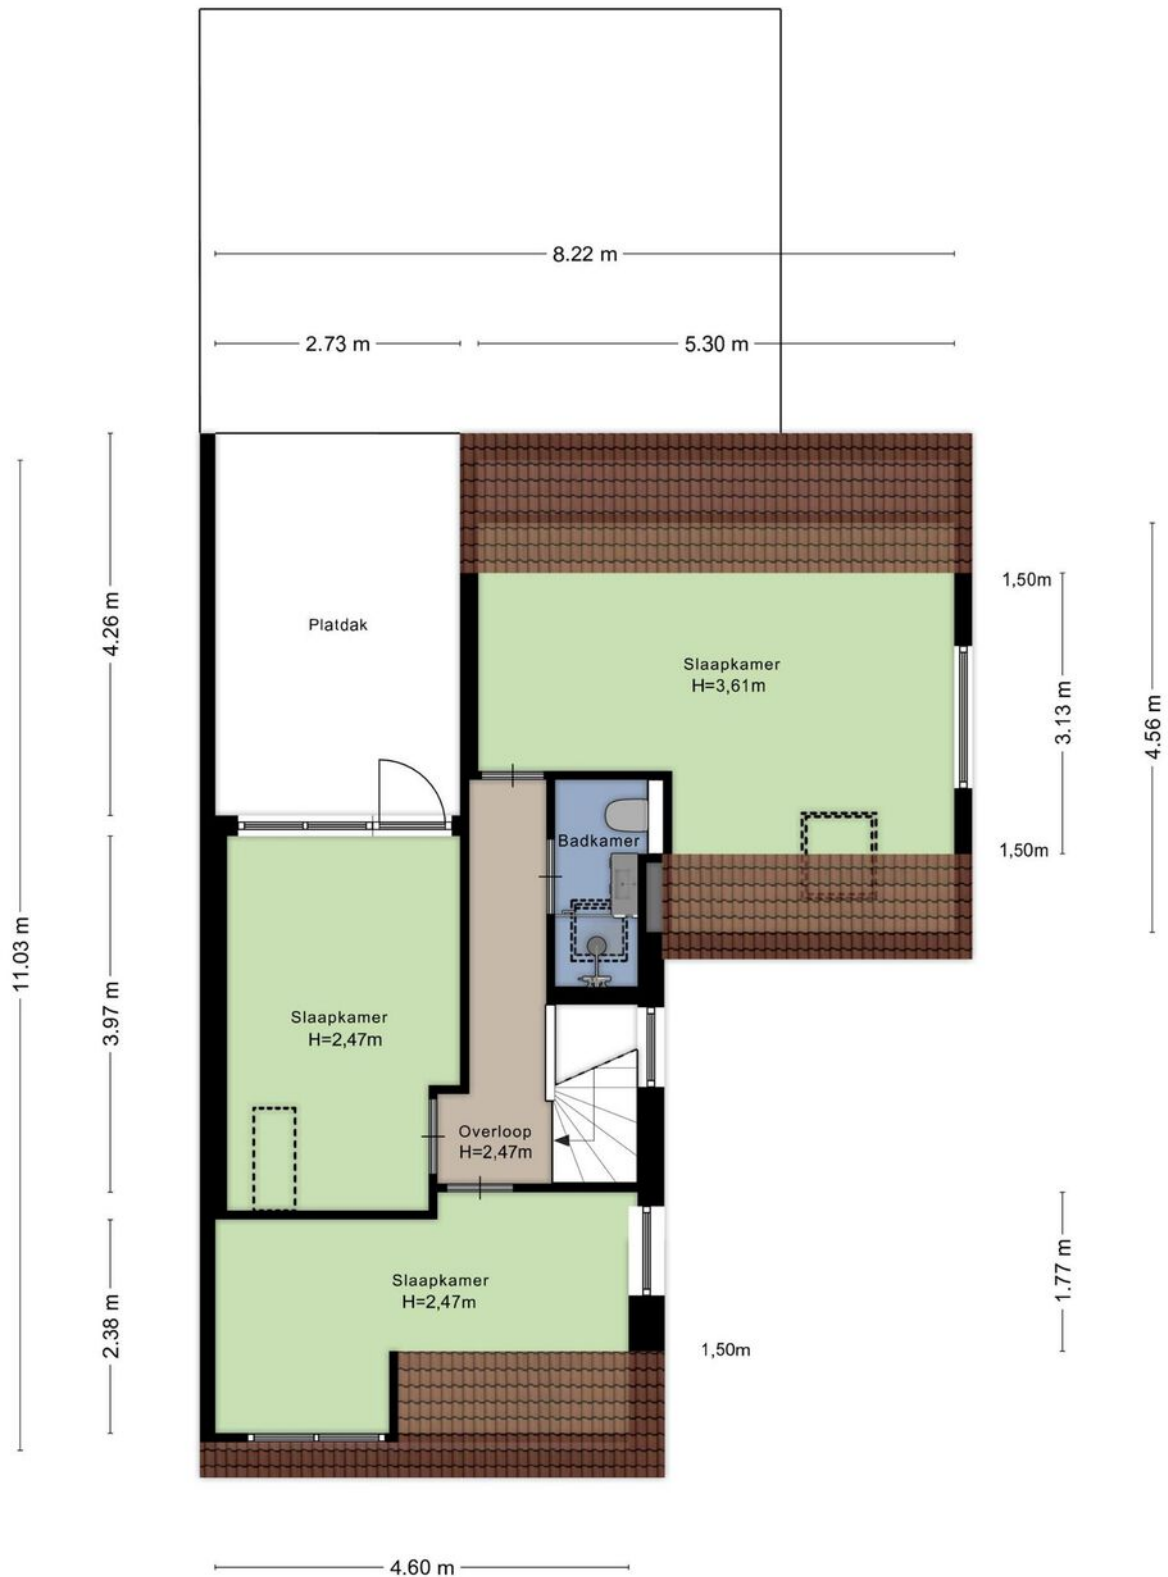 8.22 m
2.73 m
5.30 m
4.26 m
11.03 m
3.97 m
2.38 m
Platdak
Slaapkamer
H=3,61m
1,50m
3.13 m
4.56 m
1,50m
Badkamer
Slaapkamer
H=2,47m
Overloop
H=2,47m
Slaapkamer
H=2,47m
1.77 m
1,50m
4.60 m